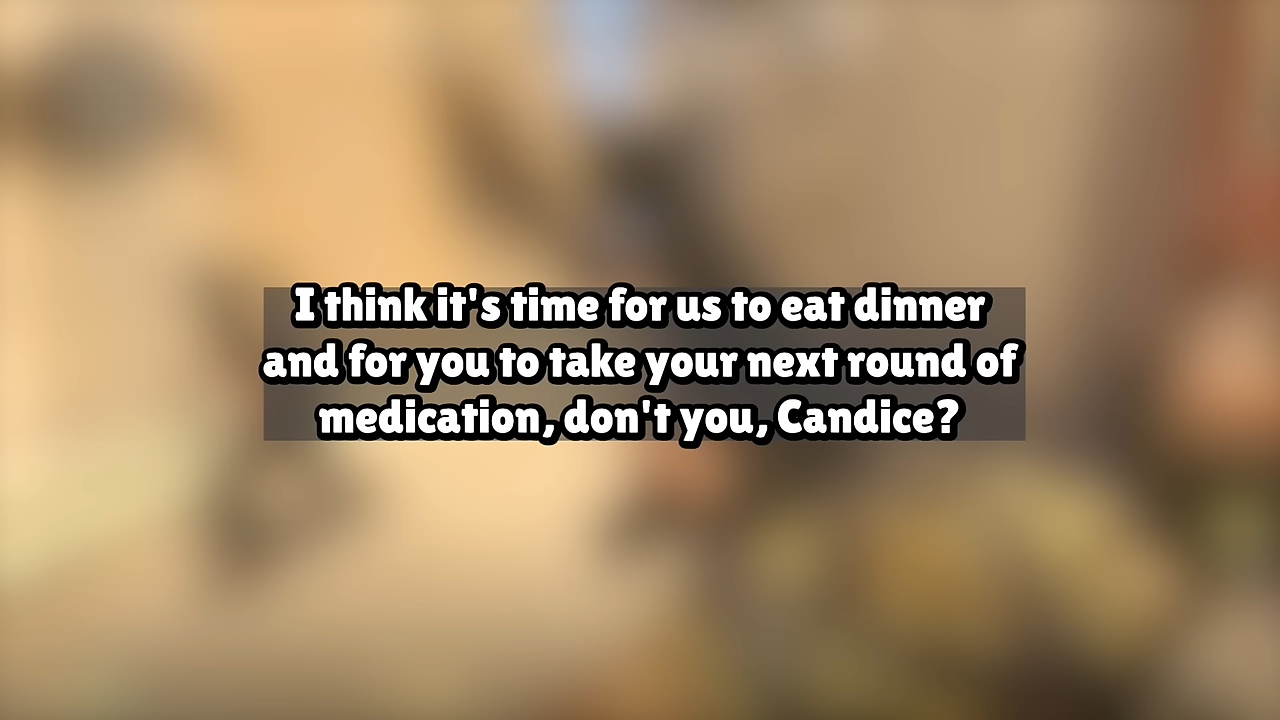 I think it's time for us to eat dinner
and for you to take your next round of
medication, don't you, Candice?